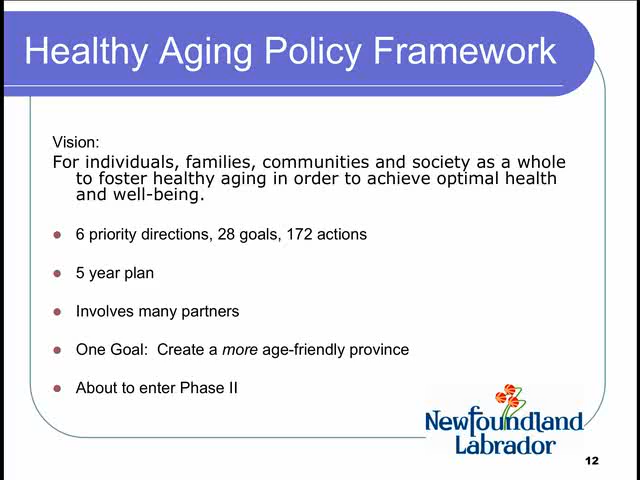 Healthy Aging Policy Framework
Vision:
For individuals, families, communities and society as a whole
to foster healthy aging in order to achieve optimal health
and well-being.
6 priority directions, 28 goals, 172 actions
5 year plan
Involves many partners
One Goal:  Create a more age-friendly province
About to enter Phase II
Newfoundland
Labrador
12